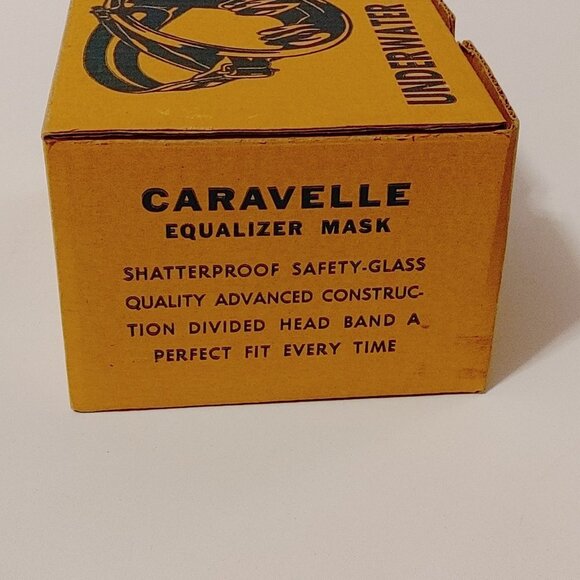 UNDERWATER
CARAVELLE
EQUALIZER MASK
SHATTERPROOF SAFETY-GLASS
QUALITY ADVANCED CONSTRUC-
TION DIVIDED HEAD BAND A
PERFECT FIT EVERY TIME